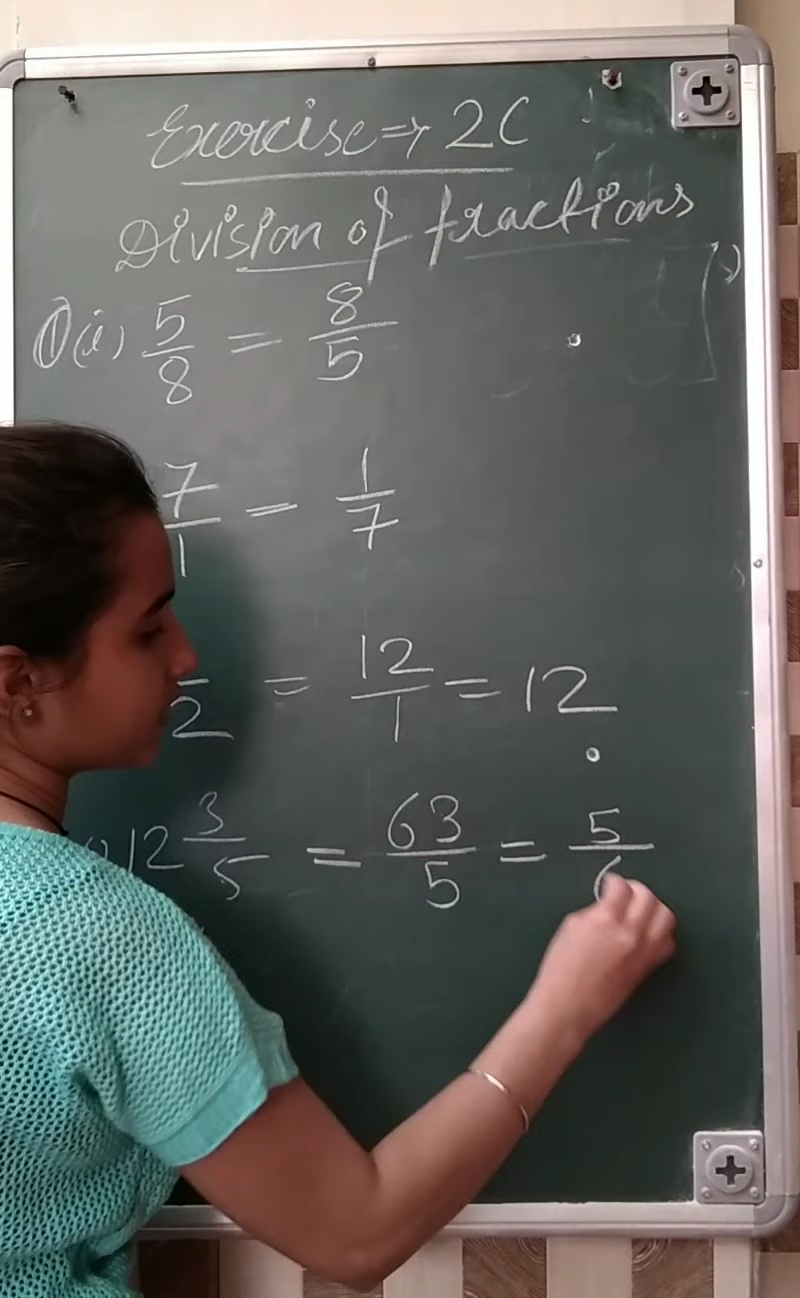 Exercise => 2C
Division of fractions
①(i) 5/8 = 8/5
7/1 = 1/7
/2 = 12/1 = 12
12 3/5 = 63/5 = 5/6